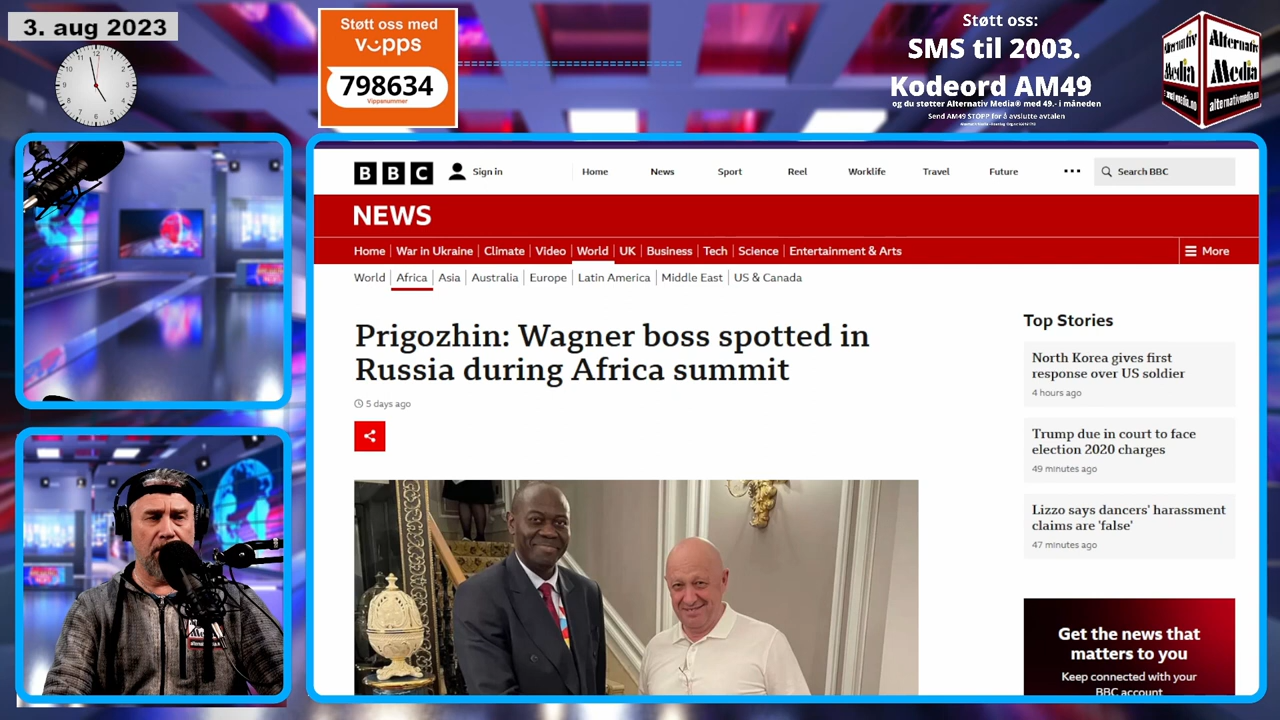 3. aug 2023
Støtt oss med
vipps
798634
Vippsnummer
Støtt oss:
SMS til 2003.
Kodeord AM49
og du støtter Alternativ Media® med 49.- i måneden
Send AM49 STOPP for å avslutte avtalen
Alternativ
Media
Alternativ
Media
alternativmedia.no
BBC
Sign in
Home
News
Sport
Reel
Worklife
Travel
Future
Search BBC
NEWS
Home
War in Ukraine
Climate
Video
World
UK
Business
Tech
Science
Entertainment & Arts
More
World
Africa
Asia
Australia
Europe
Latin America
Middle East
US & Canada
Prigozhin: Wagner boss spotted in
Russia during Africa summit
5 days ago
Top Stories
North Korea gives first
response over US soldier
4 hours ago
Trump due in court to face
election 2020 charges
49 minutes ago
Lizzo says dancers' harassment
claims are 'false'
47 minutes ago
Get the news that
matters to you
Keep connected with your
BBC account